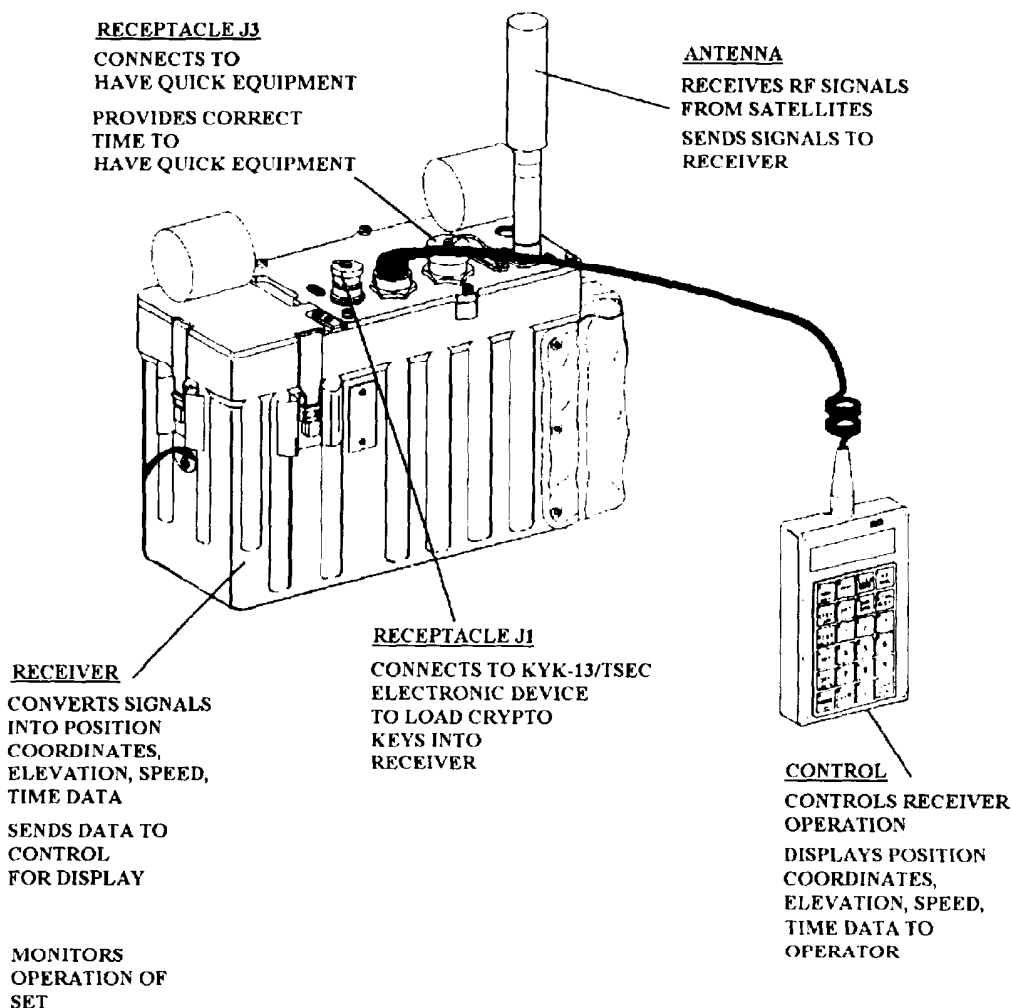 RECEPTACLE J3
CONNECTS TO
HAVE QUICK EQUIPMENT
PROVIDES CORRECT
TIME TO
HAVE QUICK EQUIPMENT
ANTENNA
RECEIVES RF SIGNALS
FROM SATELLITES
SENDS SIGNALS TO
RECEIVER
RECEIVER
CONVERTS SIGNALS
INTO POSITION
COORDINATES,
ELEVATION, SPEED,
TIME DATA
SENDS DATA TO
CONTROL
FOR DISPLAY
MONITORS
OPERATION OF
SET
RECEPTACLE J1
CONNECTS TO KYK-13/TSEC
ELECTRONIC DEVICE
TO LOAD CRYPTO
KEYS INTO
RECEIVER
CONTROL
CONTROLS RECEIVER
OPERATION
DISPLAYS POSITION
COORDINATES,
ELEVATION, SPEED,
TIME DATA TO
OPERATOR